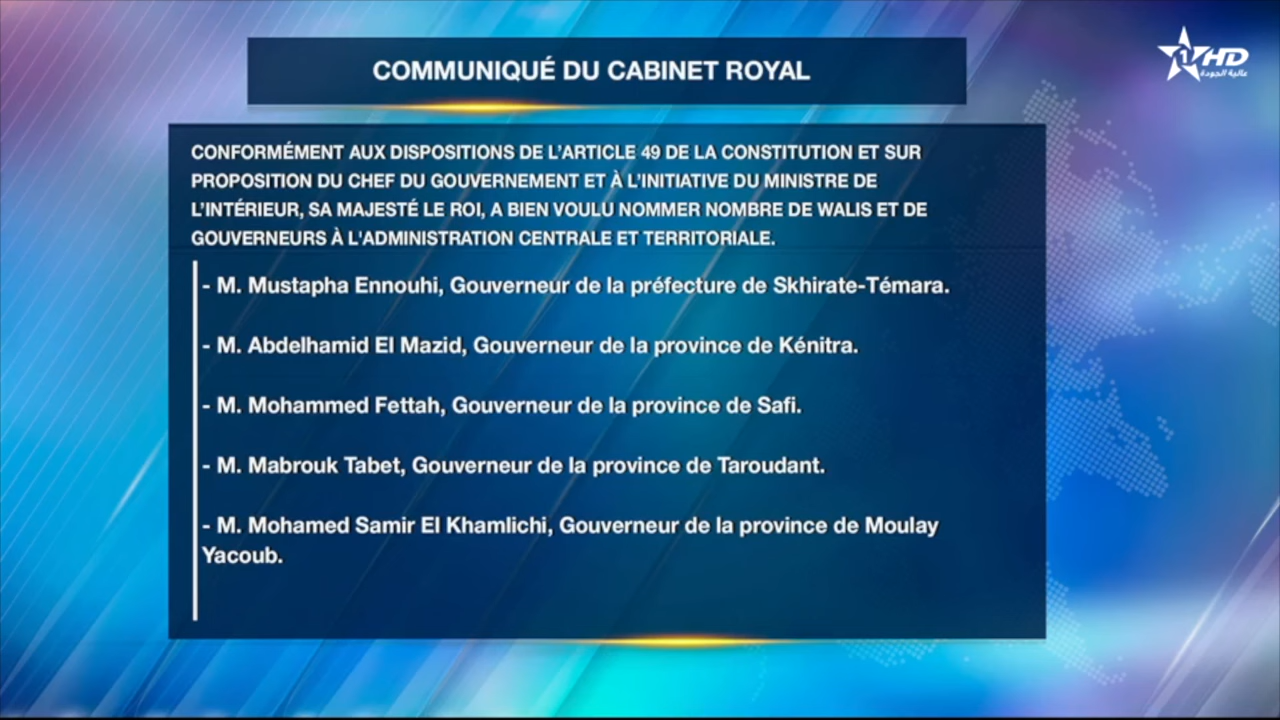 COMMUNIQUÉ DU CABINET ROYAL
1 HD
عالية الجودة
CONFORMÉMENT AUX DISPOSITIONS DE L'ARTICLE 49 DE LA CONSTITUTION ET SUR
PROPOSITION DU CHEF DU GOUVERNEMENT ET À L'INITIATIVE DU MINISTRE DE
L'INTÉRIEUR, SA MAJESTÉ LE ROI, A BIEN VOULU NOMMER NOMBRE DE WALIS ET DE
GOUVERNEURS À L'ADMINISTRATION CENTRALE ET TERRITORIALE.
- M. Mustapha Ennouhi, Gouverneur de la préfecture de Skhirate-Témara.
- M. Abdelhamid El Mazid, Gouverneur de la province de Kénitra.
- M. Mohammed Fettah, Gouverneur de la province de Safi.
- M. Mabrouk Tabet, Gouverneur de la province de Taroudant.
- M. Mohamed Samir El Khamlichi, Gouverneur de la province de Moulay
Yacoub.